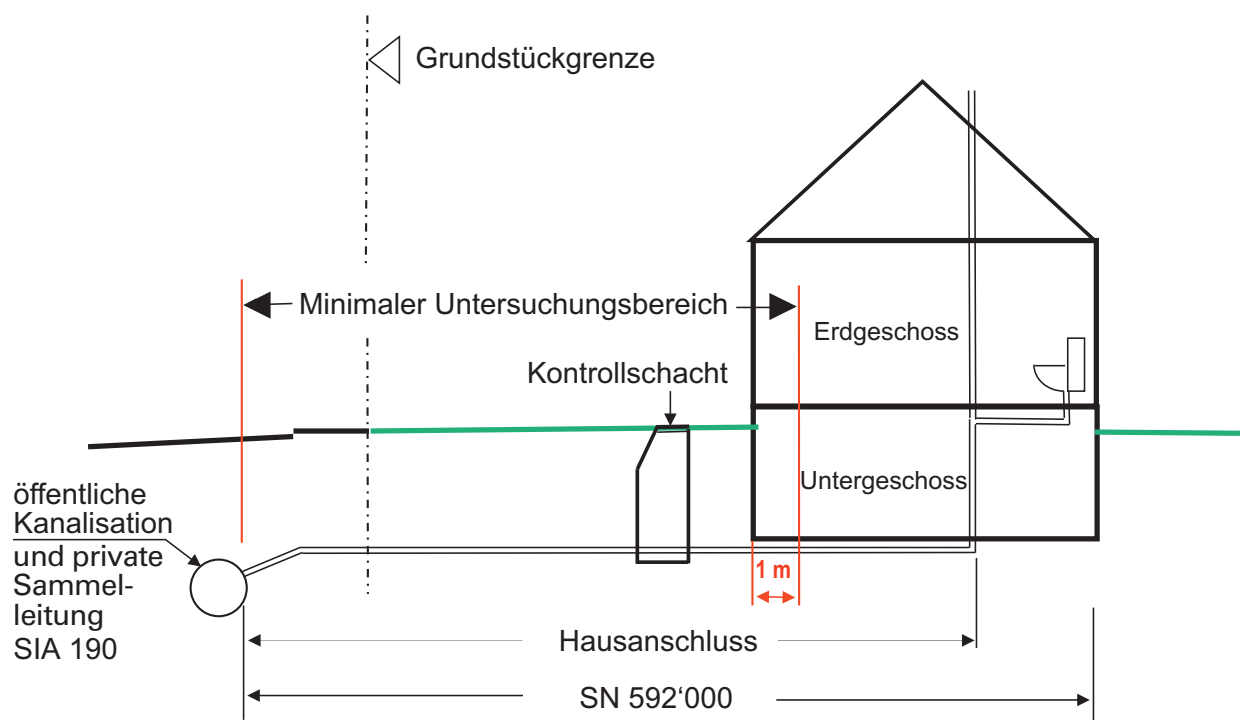 Grundstückgrenze
Minimaler Untersuchungsbereich
Erdgeschoss
Kontrollschacht
Untergeschoss
öffentliche
Kanalisation
und private
Sammel-
leitung
SIA 190
1 m
Hausanschluss
SN 592‘000